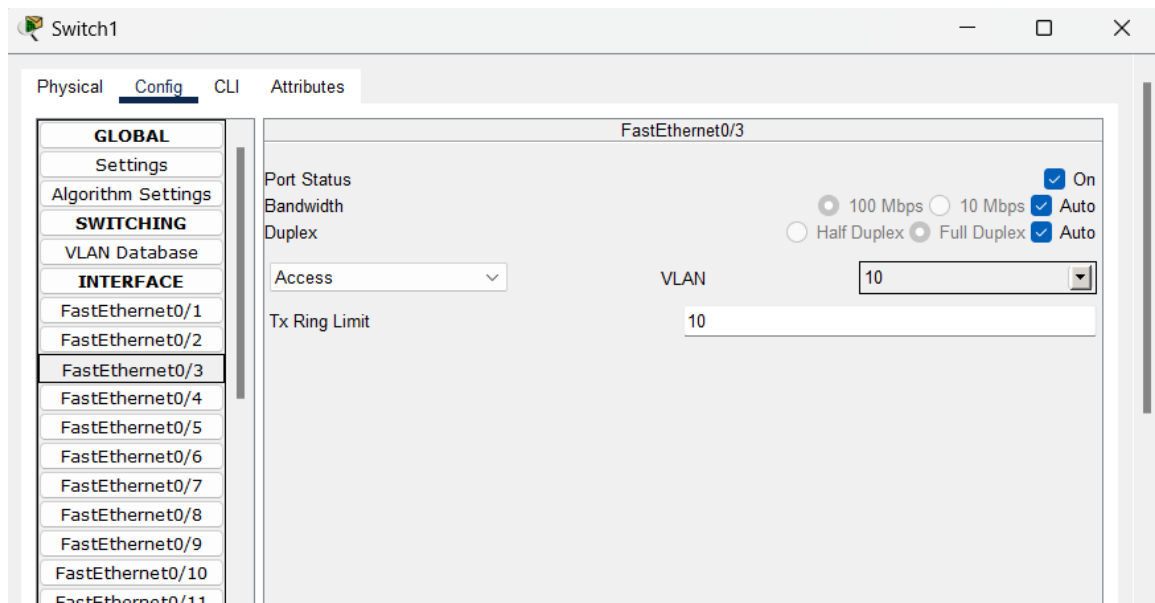 Switch1
Physical Config CLI Attributes
GLOBAL
Settings
Algorithm Settings
SWITCHING
VLAN Database
INTERFACE
FastEthernet0/1
FastEthernet0/2
FastEthernet0/3
FastEthernet0/4
FastEthernet0/5
FastEthernet0/6
FastEthernet0/7
FastEthernet0/8
FastEthernet0/9
FastEthernet0/10
FastEthernet0/11
FastEthernet0/3
Port Status On
Bandwidth 100 Mbps 10 Mbps Auto
Duplex Half Duplex Full Duplex Auto
Access VLAN 10
Tx Ring Limit 10